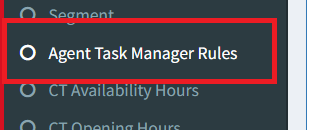 Segment
Agent Task Manager Rules
CT Availability Hours
CT Opening Hours